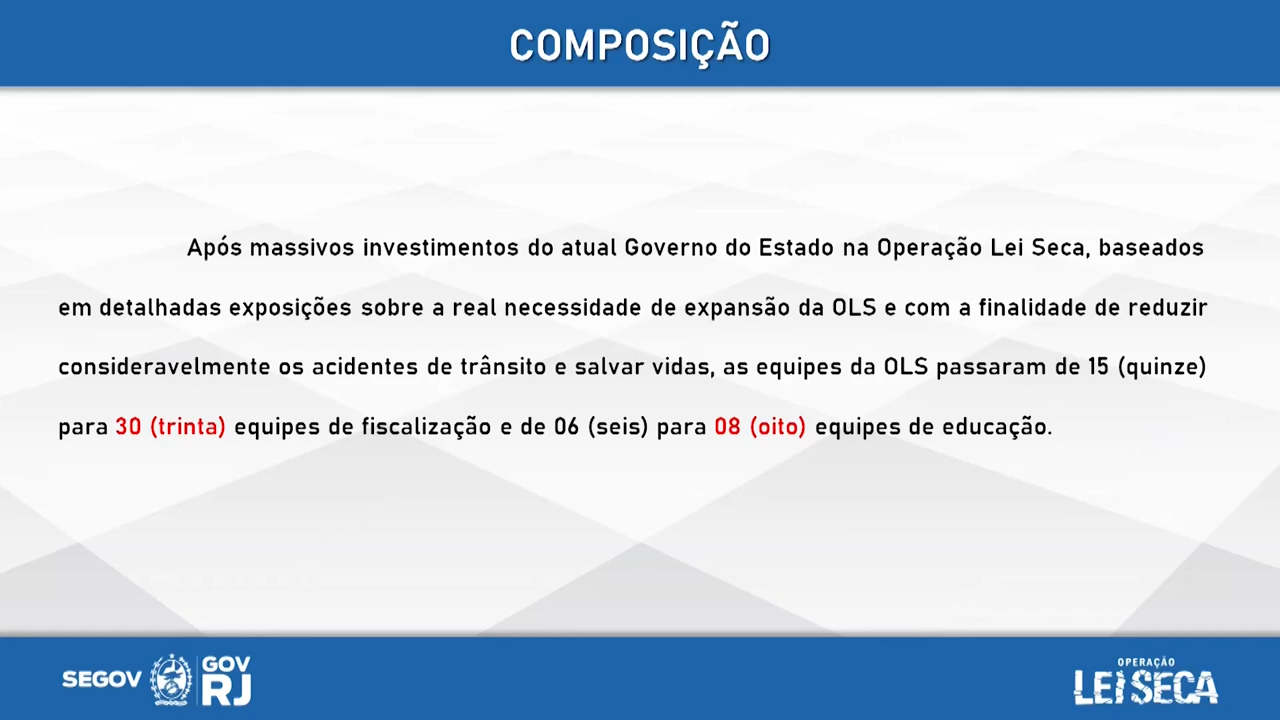 COMPOSIÇÃO
Após massivos investimentos do atual Governo do Estado na Operação Lei Seca, baseados
em detalhadas exposições sobre a real necessidade de expansão da OLS e com a finalidade de reduzir
consideravelmente os acidentes de trânsito e salvar vidas, as equipes da OLS passaram de 15 (quinze)
para 30 (trinta) equipes de fiscalização e de 06 (seis) para 08 (oito) equipes de educação.
SEGOV
GOV
RJ
OPERAÇÃO
LEI SECA